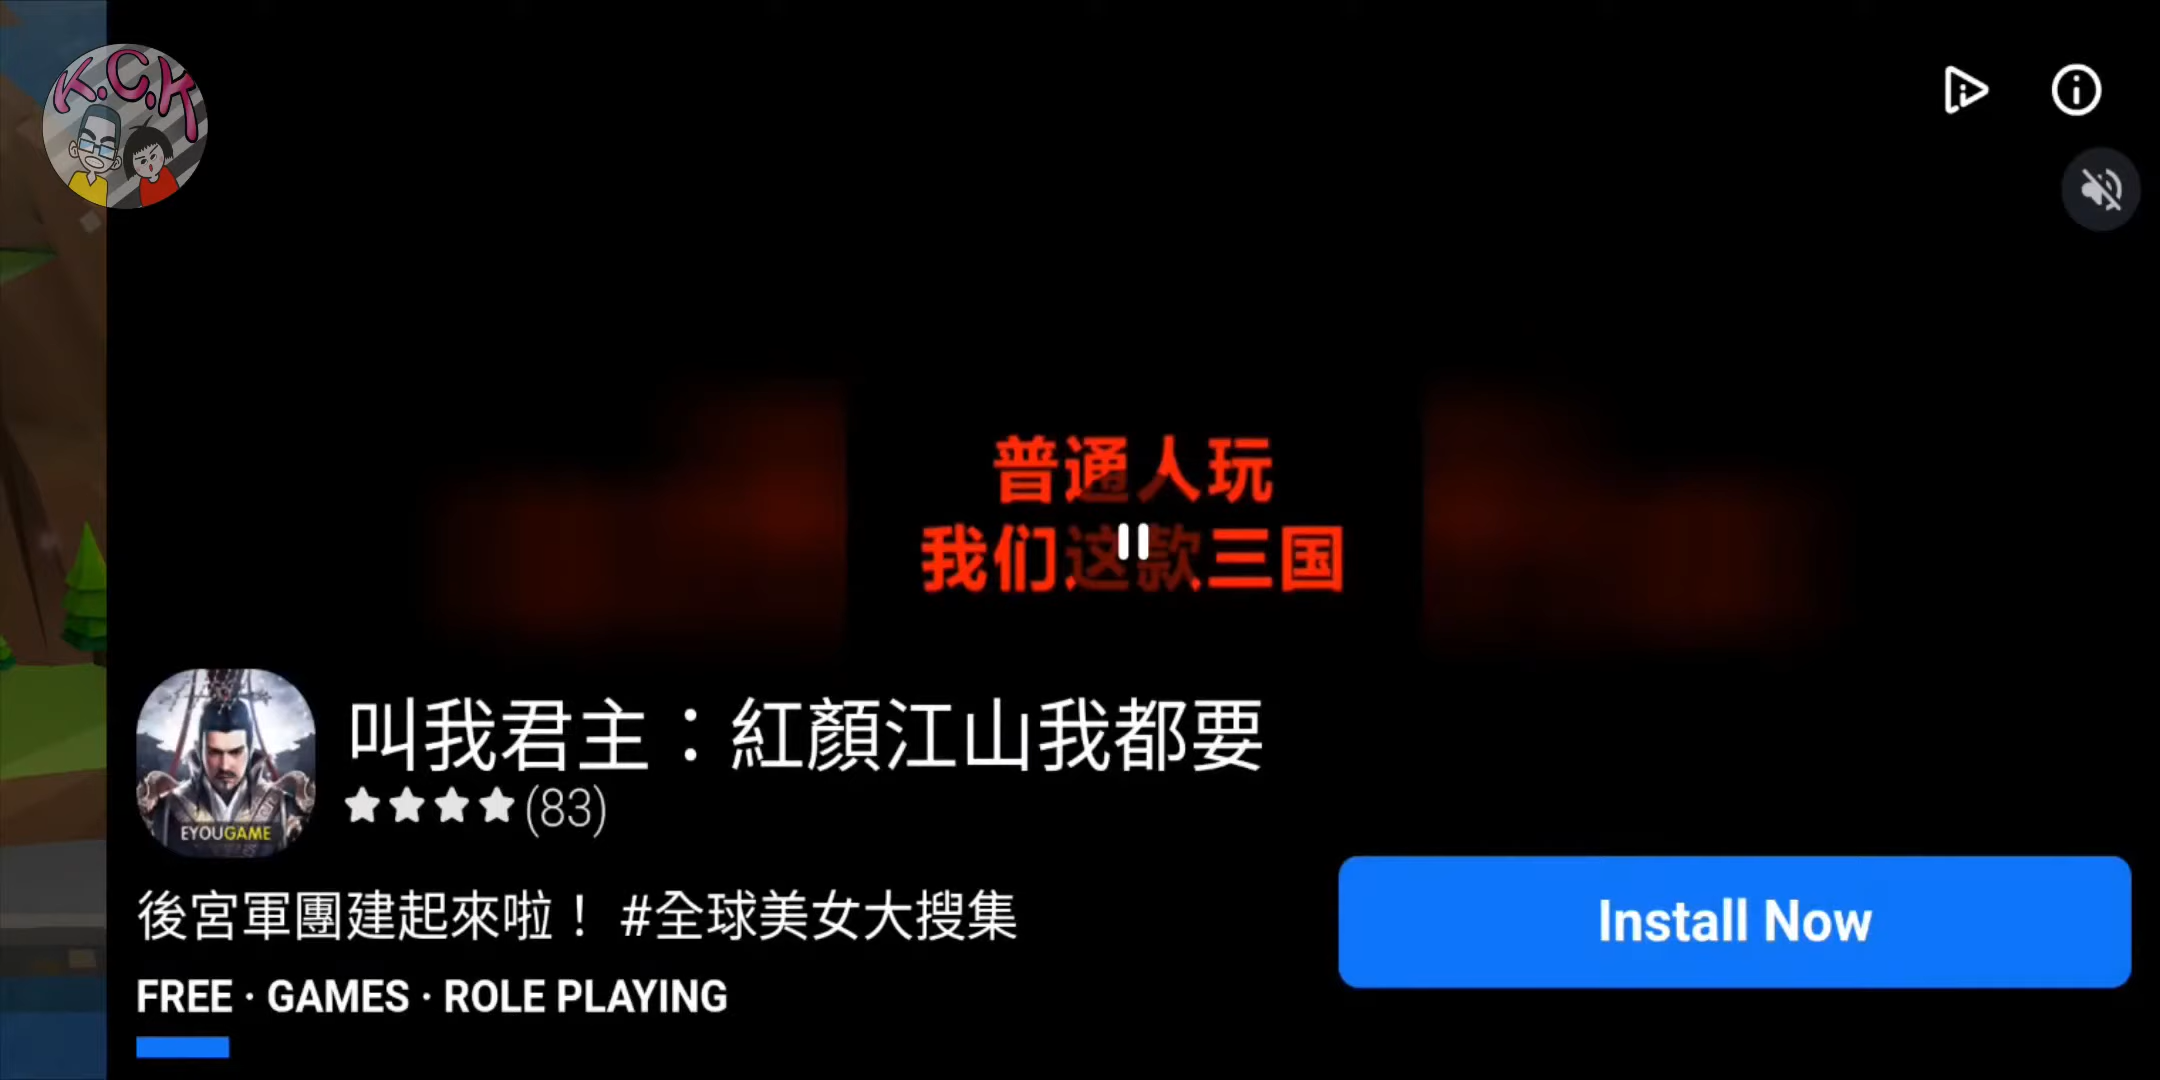 K.C.K
普通人玩
我们这款三国
叫我君主：紅顏江山我都要
(83)
EYOUGAME
後宮軍團建起來啦！ #全球美女大搜集
Install Now
FREE · GAMES · ROLE PLAYING